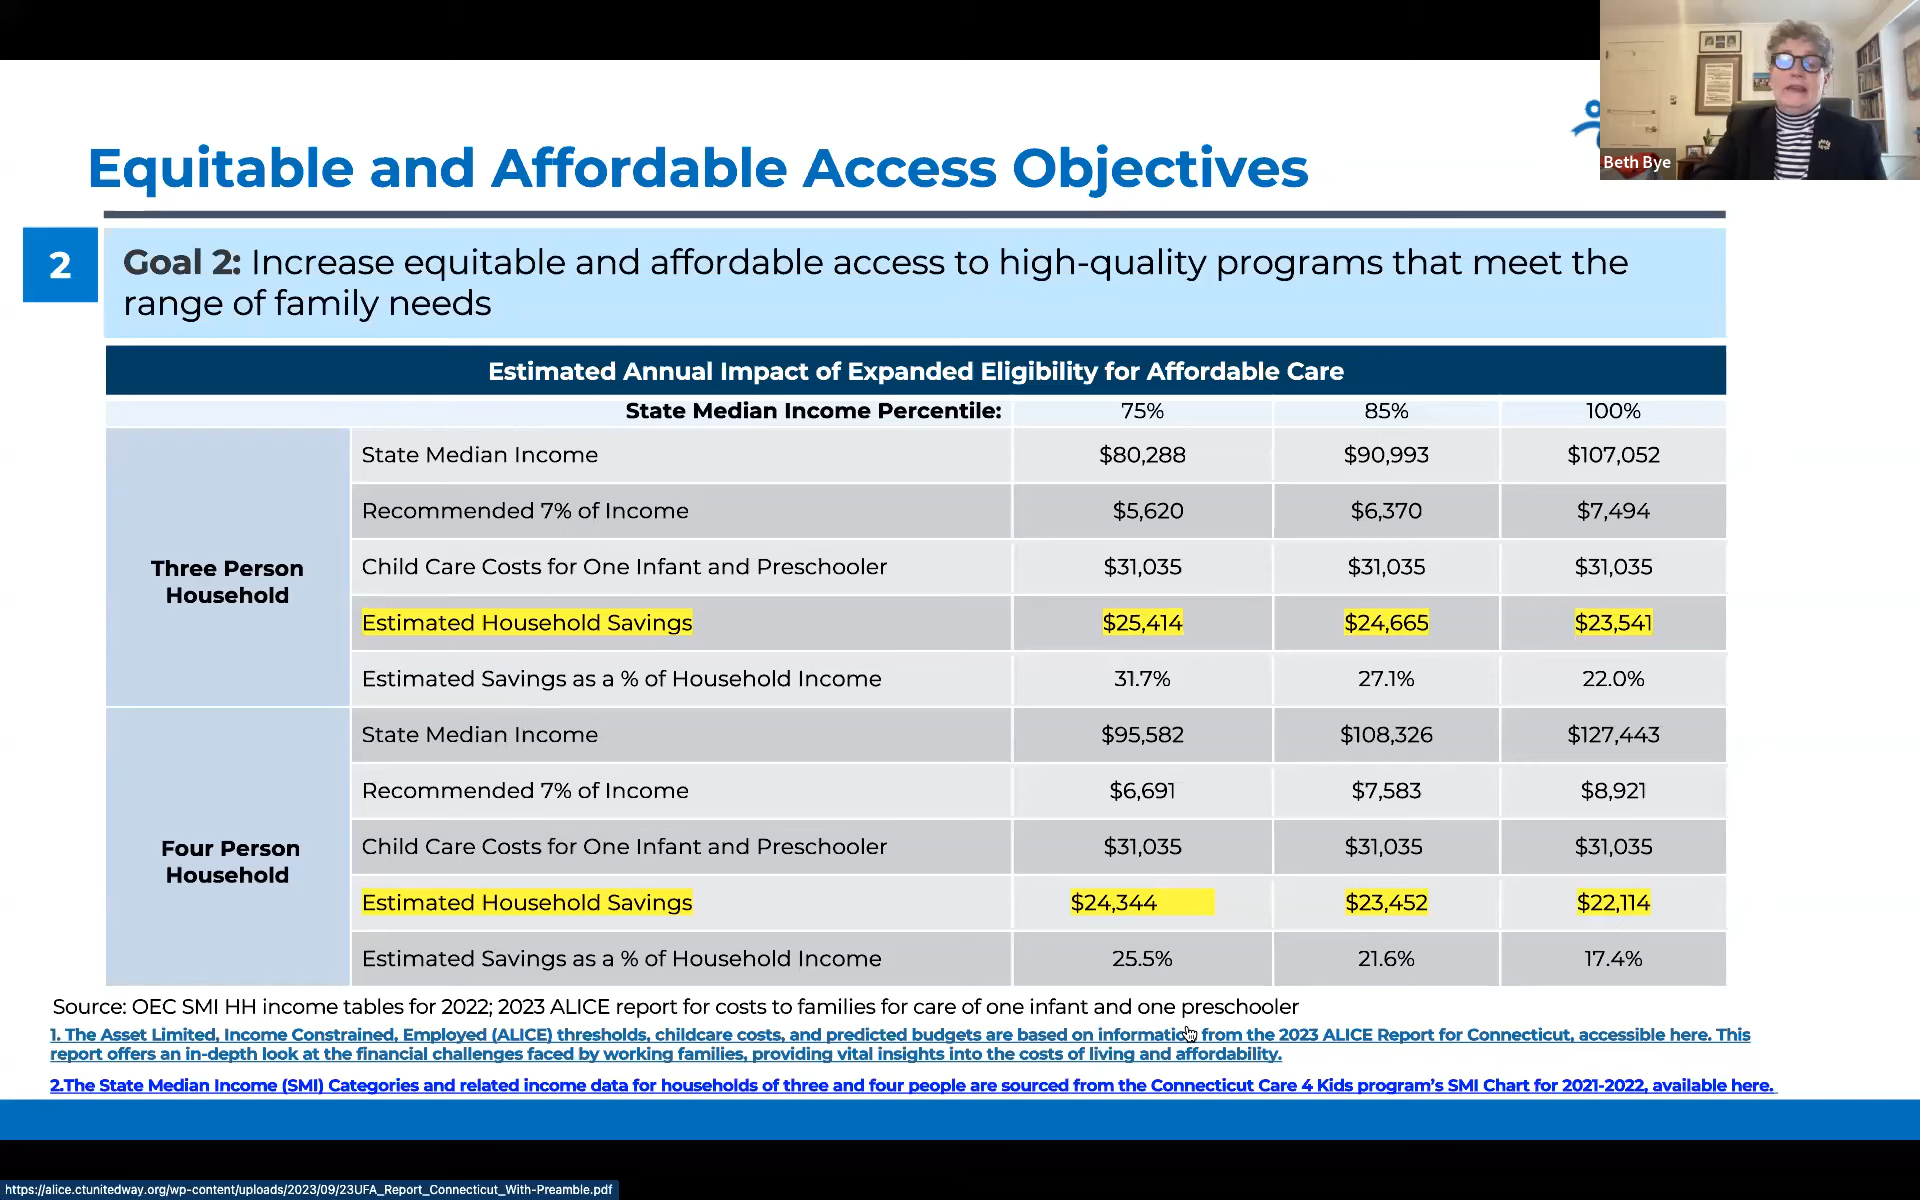 Equitable and Affordable Access Objectives
Beth Bye
2
Goal 2: Increase equitable and affordable access to high-quality programs that meet the
range of family needs
Estimated Annual Impact of Expanded Eligibility for Affordable Care
State Median Income Percentile: 75% 85% 100%
Three Person
Household
State Median Income $80,288 $90,993 $107,052
Recommended 7% of Income $5,620 $6,370 $7,494
Child Care Costs for One Infant and Preschooler $31,035 $31,035 $31,035
Estimated Household Savings $25,414 $24,665 $23,541
Estimated Savings as a % of Household Income 31.7% 27.1% 22.0%
Four Person
Household
State Median Income $95,582 $108,326 $127,443
Recommended 7% of Income $6,691 $7,583 $8,921
Child Care Costs for One Infant and Preschooler $31,035 $31,035 $31,035
Estimated Household Savings $24,344 $23,452 $22,114
Estimated Savings as a % of Household Income 25.5% 21.6% 17.4%
Source: OEC SMI HH income tables for 2022; 2023 ALICE report for costs to families for care of one infant and one preschooler
1. The Asset Limited, Income Constrained, Employed (ALICE) thresholds, childcare costs, and predicted budgets are based on information from the 2023 ALICE Report for Connecticut, accessible here. This
report offers an in-depth look at the financial challenges faced by working families, providing vital insights into the costs of living and affordability.
2.The State Median Income (SMI) Categories and related income data for households of three and four people are sourced from the Connecticut Care 4 Kids program's SMI Chart for 2021-2022, available here.
https://alice.ctunitedway.org/wp-content/uploads/2023/09/23UFA_Report_Connecticut_With-Preamble.pdf